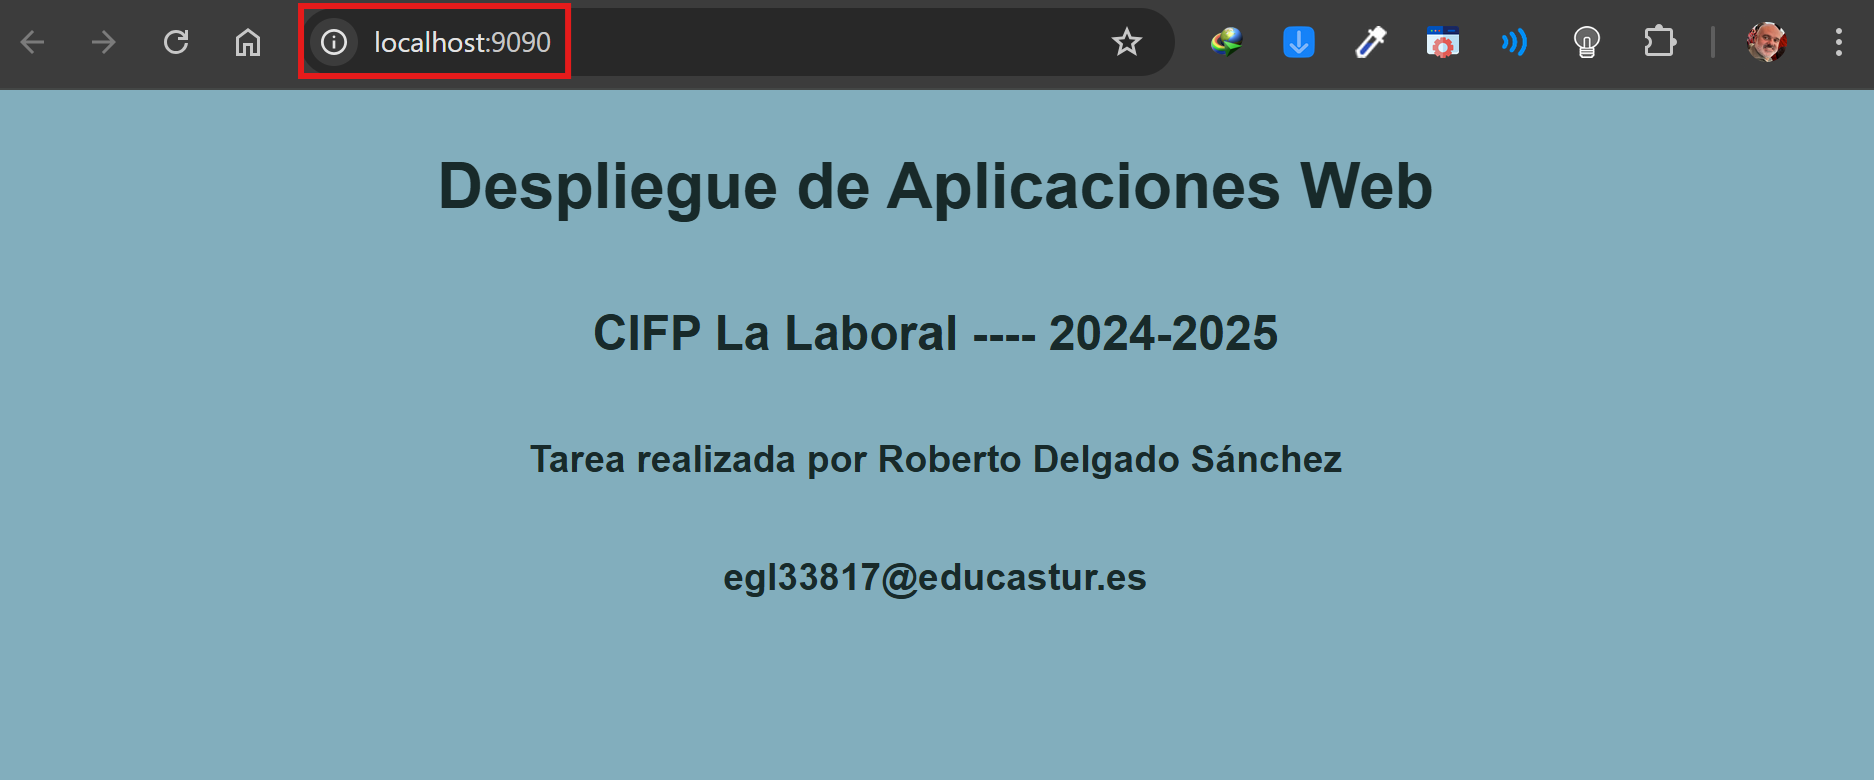 localhost:9090
Despliegue de Aplicaciones Web
CIFP La Laboral ---- 2024-2025
Tarea realizada por Roberto Delgado Sánchez
egl33817@educastur.es